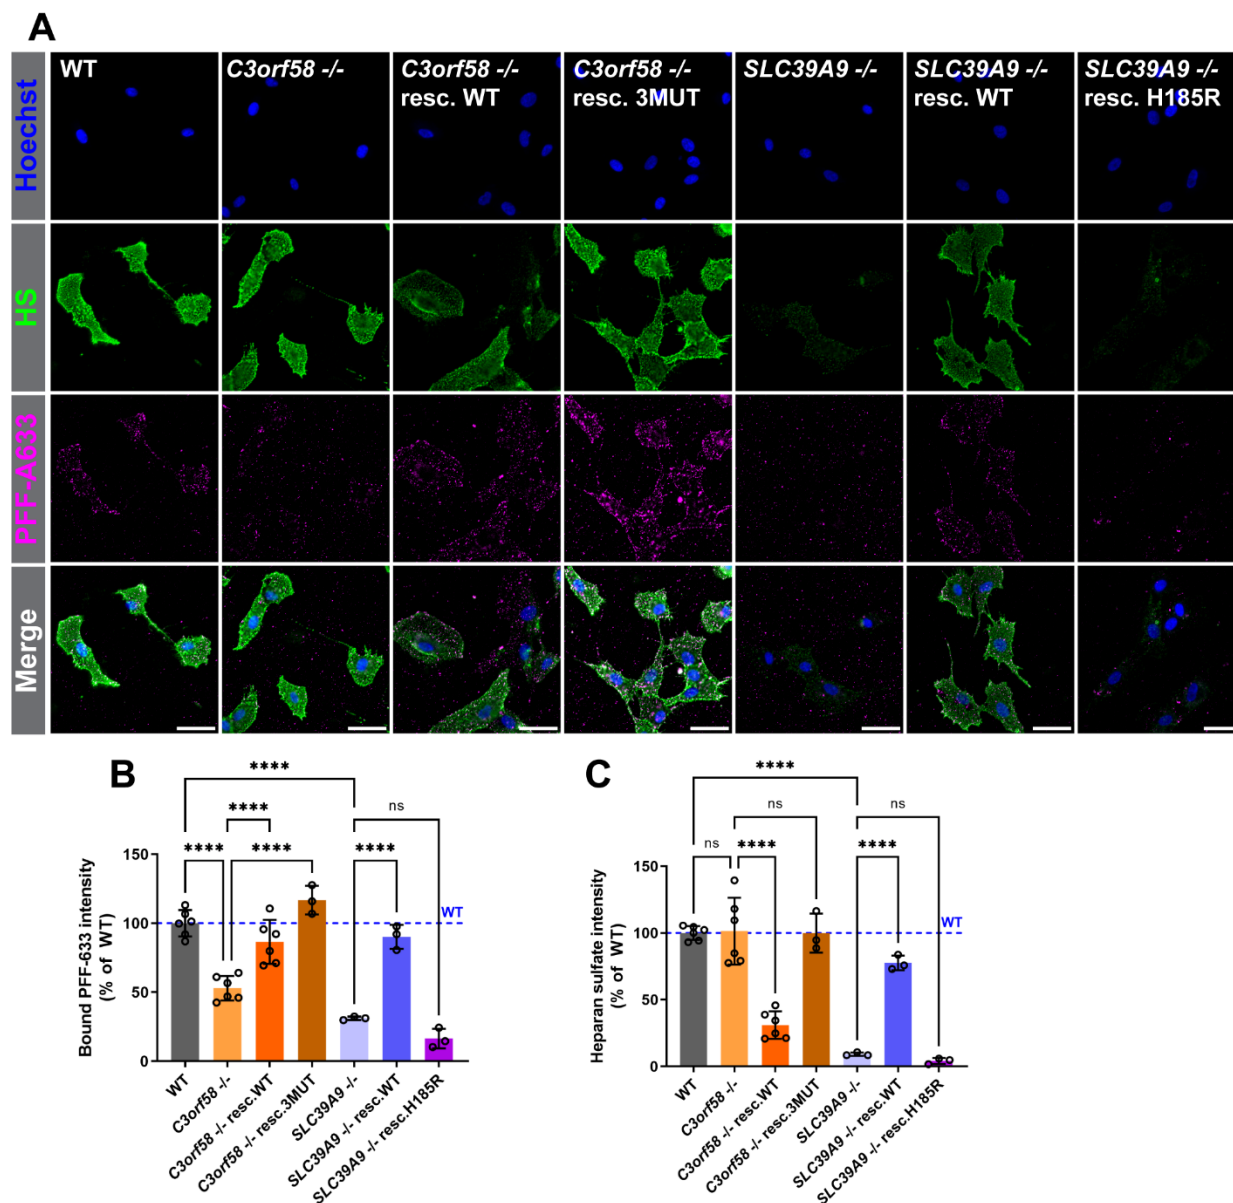 A
WT
C3orf58 -/-
C3orf58 -/-
resc. WT
C3orf58 -/-
resc. 3MUT
SLC39A9 -/-
SLC39A9 -/-
resc. WT
SLC39A9 -/-
resc. H185R
Hoechst
HS
PFF-A633
Merge
B
****
ns
****
****
****
****
150
100
50
0
WT
Bound PFF-633 intensity
(% of WT)
WT
C3orf58 -/-
C3orf58 -/- resc.WT
C3orf58 -/- resc.3MUT
SLC39A9 -/-
SLC39A9 -/- resc.WT
SLC39A9 -/- resc.H185R
C
****
ns
ns
ns
****
****
150
100
50
0
WT
Heparan sulfate intensity
(% of WT)
WT
C3orf58 -/-
C3orf58 -/- resc.WT
C3orf58 -/- resc.3MUT
SLC39A9 -/-
SLC39A9 -/- resc.WT
SLC39A9 -/- resc.H185R